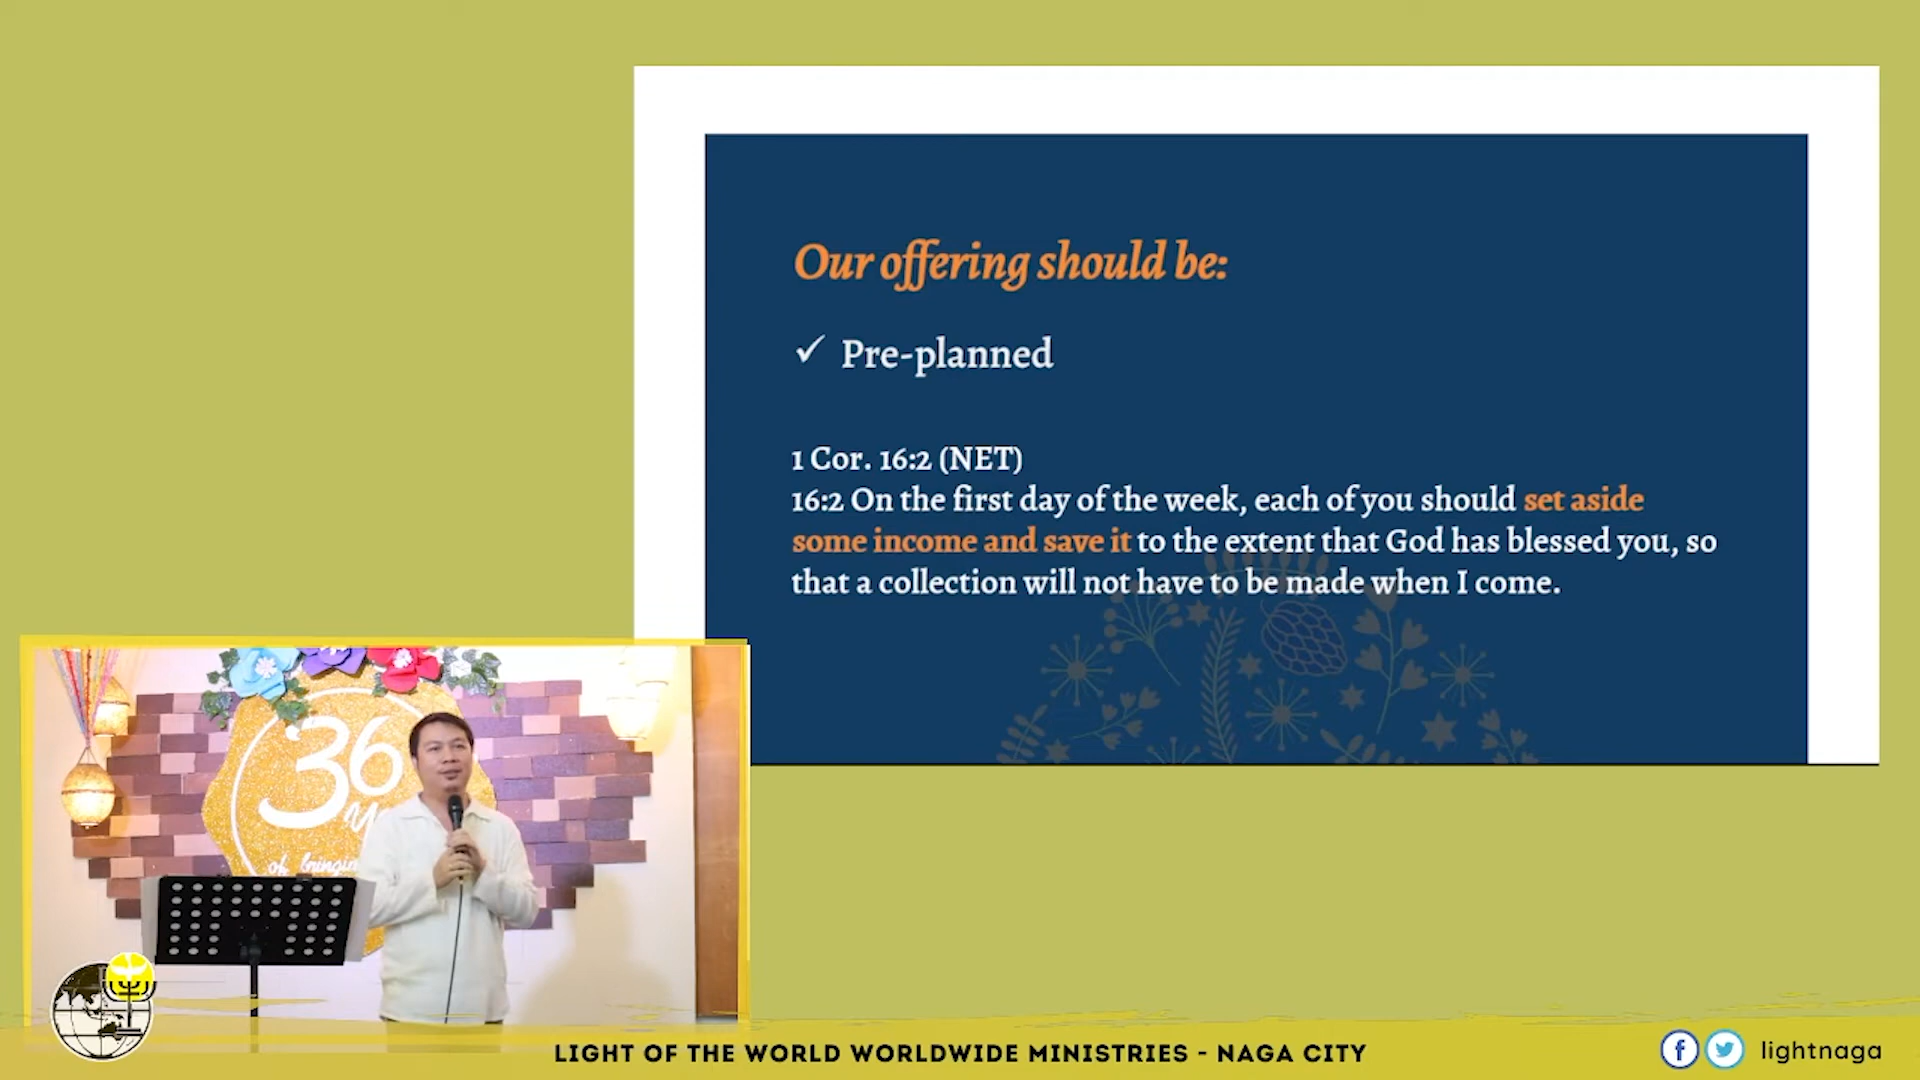 Our offering should be:
✓ Pre-planned
1 Cor. 16:2 (NET)
16:2 On the first day of the week, each of you should set aside
some income and save it to the extent that God has blessed you, so
that a collection will not have to be made when I come.
36
of bringin
LIGHT OF THE WORLD WORLDWIDE MINISTRIES - NAGA CITY
lightnaga